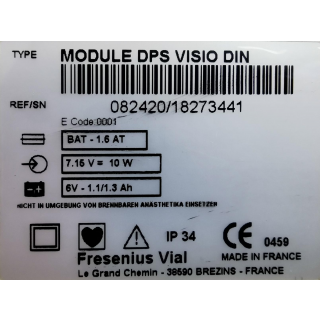 TYPE MODULE DPS VISIO DIN
REF/SN 082420/18273441
E Code:0001
BAT - 1.6 AT
7.15 V = 10 W
6V - 1.1/1.3 Ah
nICHT IN UMGEBUNG VON BRENNBAREN ANÄSTHETIKA EINSETZEN
IP 34 CE 0459
Fresenius Vial MADE IN FRANCE
Le Grand Chemin - 38590 BREZINS - FRANCE